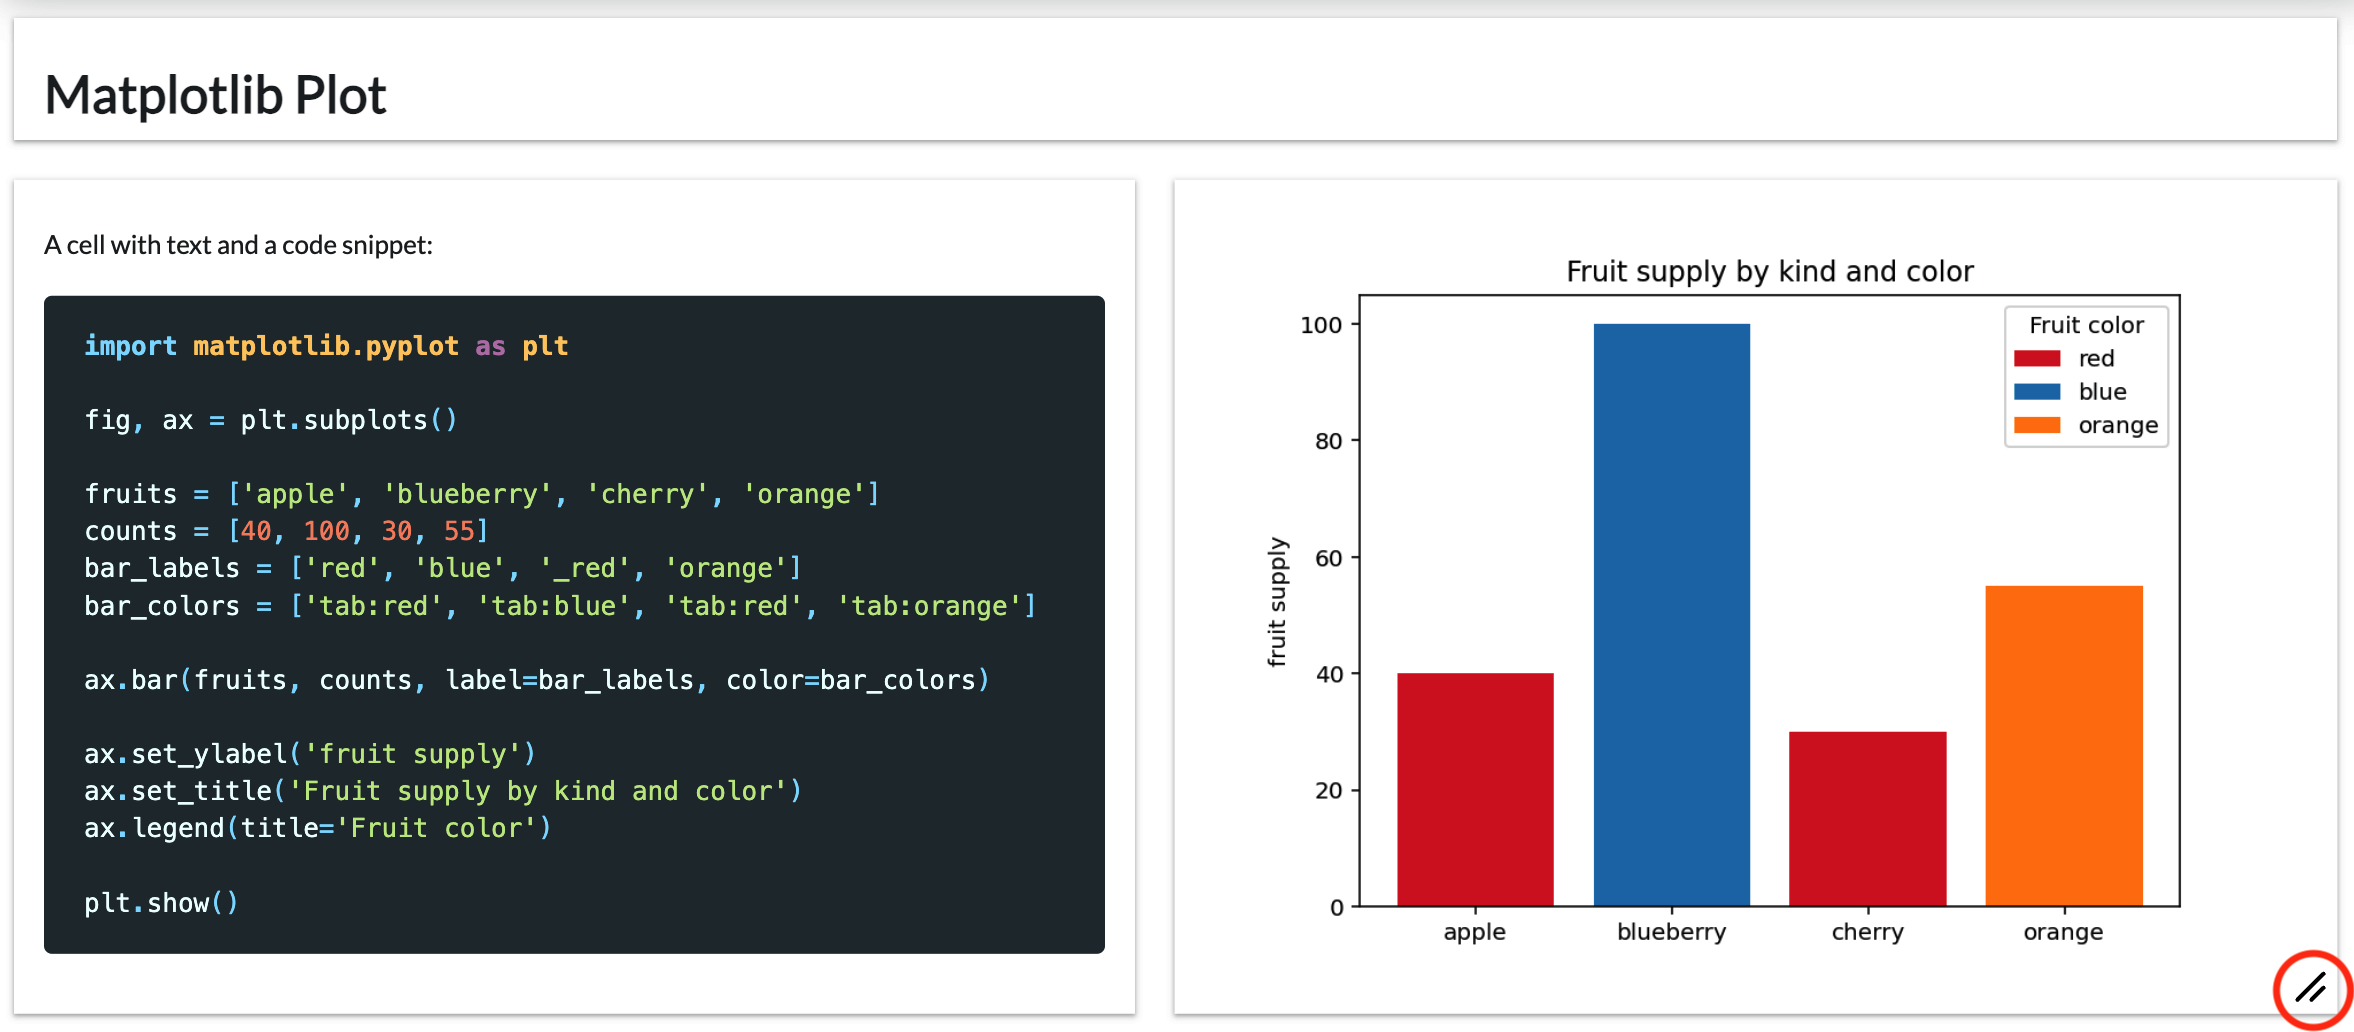 Matplotlib Plot
A cell with text and a code snippet:
import matplotlib.pyplot as plt
fig, ax = plt.subplots()
fruits = ['apple', 'blueberry', 'cherry', 'orange']
counts = [40, 100, 30, 55]
bar_labels = ['red', 'blue', '_red', 'orange']
bar_colors = ['tab:red', 'tab:blue', 'tab:red', 'tab:orange']
ax.bar(fruits, counts, label=bar_labels, color=bar_colors)
ax.set_ylabel('fruit supply')
ax.set_title('Fruit supply by kind and color')
ax.legend(title='Fruit color')
plt.show()
Fruit supply by kind and color
Fruit color
red
blue
orange
fruit supply
100
80
60
40
20
0
apple blueberry cherry orange